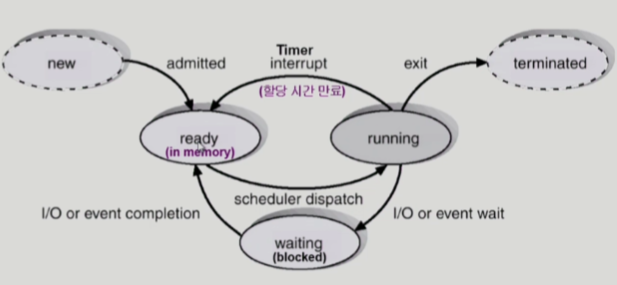 new
admitted
Timer
interrupt
(할당 시간 만료)
exit
terminated
ready
(in memory)
running
scheduler dispatch
I/O or event completion
I/O or event wait
waiting
(blocked)